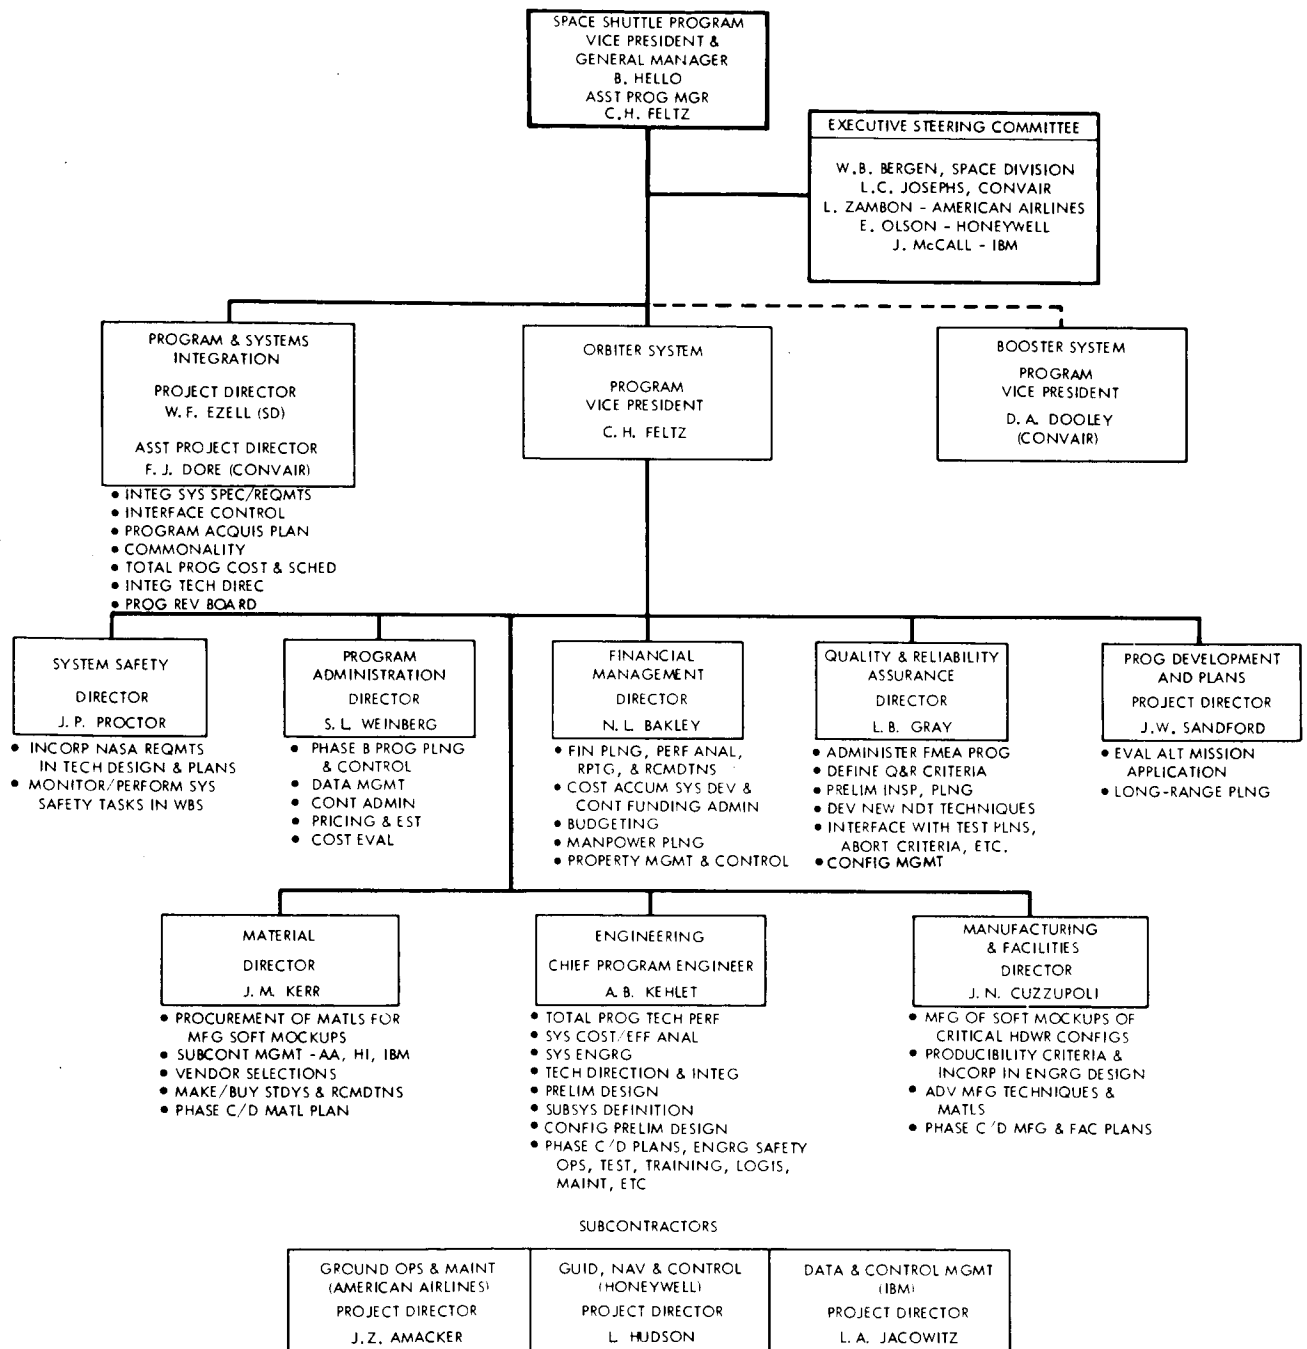 SPACE SHUTTLE PROGRAM
VICE PRESIDENT &
GENERAL MANAGER
B. HELLO
ASST PROG MGR
C.H. FELTZ
EXECUTIVE STEERING COMMITTEE
W.B. BERGEN, SPACE DIVISION
L.C. JOSEPHS, CONVAIR
L. ZAMBON - AMERICAN AIRLINES
E. OLSON - HONEYWELL
J. McCALL - IBM
PROGRAM & SYSTEMS
INTEGRATION
PROJECT DIRECTOR
W. F. EZELL (SD)
ASST PROJECT DIRECTOR
F. J. DORE (CONVAIR)
• INTEG SYS SPEC/REQMTS
• INTERFACE CONTROL
• PROGRAM ACQUIS PLAN
• COMMONALITY
• TOTAL PROG COST & SCHED
• INTEG TECH DIREC
• PROG REV BOARD
ORBITER SYSTEM
PROGRAM
VICE PRESIDENT
C. H. FELTZ
BOOSTER SYSTEM
PROGRAM
VICE PRESIDENT
D. A. DOOLEY
(CONVAIR)
SYSTEM SAFETY
DIRECTOR
J. P. PROCTOR
• INCORP NASA REQMTS
IN TECH DESIGN & PLANS
• MONITOR/PERFORM SYS
SAFETY TASKS IN WBS
PROGRAM
ADMINISTRATION
DIRECTOR
S. L. WEINBERG
• PHASE B PROG PLNG
& CONTROL
• DATA MGMT
• CONT ADMIN
• PRICING & EST
• COST EVAL
FINANCIAL
MANAGEMENT
DIRECTOR
N. L. BAKLEY
• FIN PLNG, PERF ANAL,
RPTG, & RCMDTNS
• COST ACCUM SYS DEV &
CONT FUNDING ADMIN
• BUDGETING
• MANPOWER PLNG
• PROPERTY MGMT & CONTROL
QUALITY & RELIABILITY
ASSURANCE
DIRECTOR
L. B. GRAY
• ADMINISTER FMEA PROG
• DEFINE Q&R CRITERIA
• PRELIM INSP, PLNG
• DEV NEW NDT TECHNIQUES
• INTERFACE WITH TEST PLNS,
ABORT CRITERIA, ETC.
• CONFIG MGMT
PROG DEVELOPMENT
AND PLANS
PROJECT DIRECTOR
J. W. SANDFORD
• EVAL ALT MISSION
APPLICATION
• LONG-RANGE PLNG
MATERIAL
DIRECTOR
J. M. KERR
• PROCUREMENT OF MATLS FOR
MFG SOFT MOCKUPS
• SUBCONT MGMT - AA, HI, IBM
• VENDOR SELECTIONS
• MAKE/BUY STDYS & RCMDTNS
• PHASE C/D MATL PLAN
ENGINEERING
CHIEF PROGRAM ENGINEER
A. B. KEHLET
• TOTAL PROG TECH PERF
• SYS COST/EFF ANAL
• SYS ENGRG
• TECH DIRECTION & INTEG
• PRELIM DESIGN
• SUBSYS DEFINITION
• CONFIG PRELIM DESIGN
• PHASE C/D PLANS, ENGRG SAFETY
OPS, TEST, TRAINING, LOGIS,
MAINT, ETC
MANUFACTURING
& FACILITIES
DIRECTOR
J. N. CUZZUPOLI
• MFG OF SOFT MOCKUPS OF
CRITICAL HDWR CONFIGS
• PRODUCIBILITY CRITERIA &
INCORP IN ENGRG DESIGN
• ADV MFG TECHNIQUES &
MATLS
• PHASE C/D MFG & FAC PLANS
SUBCONTRACTORS
GROUND OPS & MAINT
(AMERICAN AIRLINES)
PROJECT DIRECTOR
J. Z. AMACKER
GUID, NAV & CONTROL
(HONEYWELL)
PROJECT DIRECTOR
L. HUDSON
DATA & CONTROL MGMT
(IBM)
PROJECT DIRECTOR
L. A. JACOWITZ